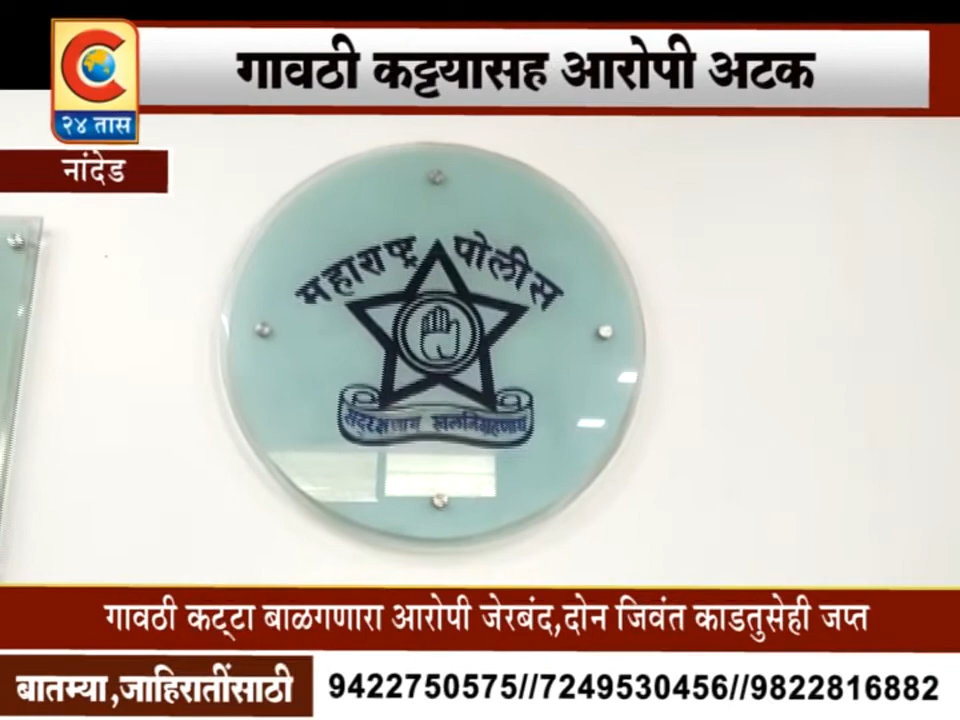 C
गावठी कट्टयासह आरोपी अटक
२४ तास
नांदेड
महाराष्ट्र पोलीस
सद्रक्षणाय खलनिग्रहणाय
गावठी कट्टा बाळगणारा आरोपी जेरबंद,दोन जिवंत काडतुसेही जप्त
बातम्या,जाहिरातींसाठी
9422750575//7249530456//9822816882